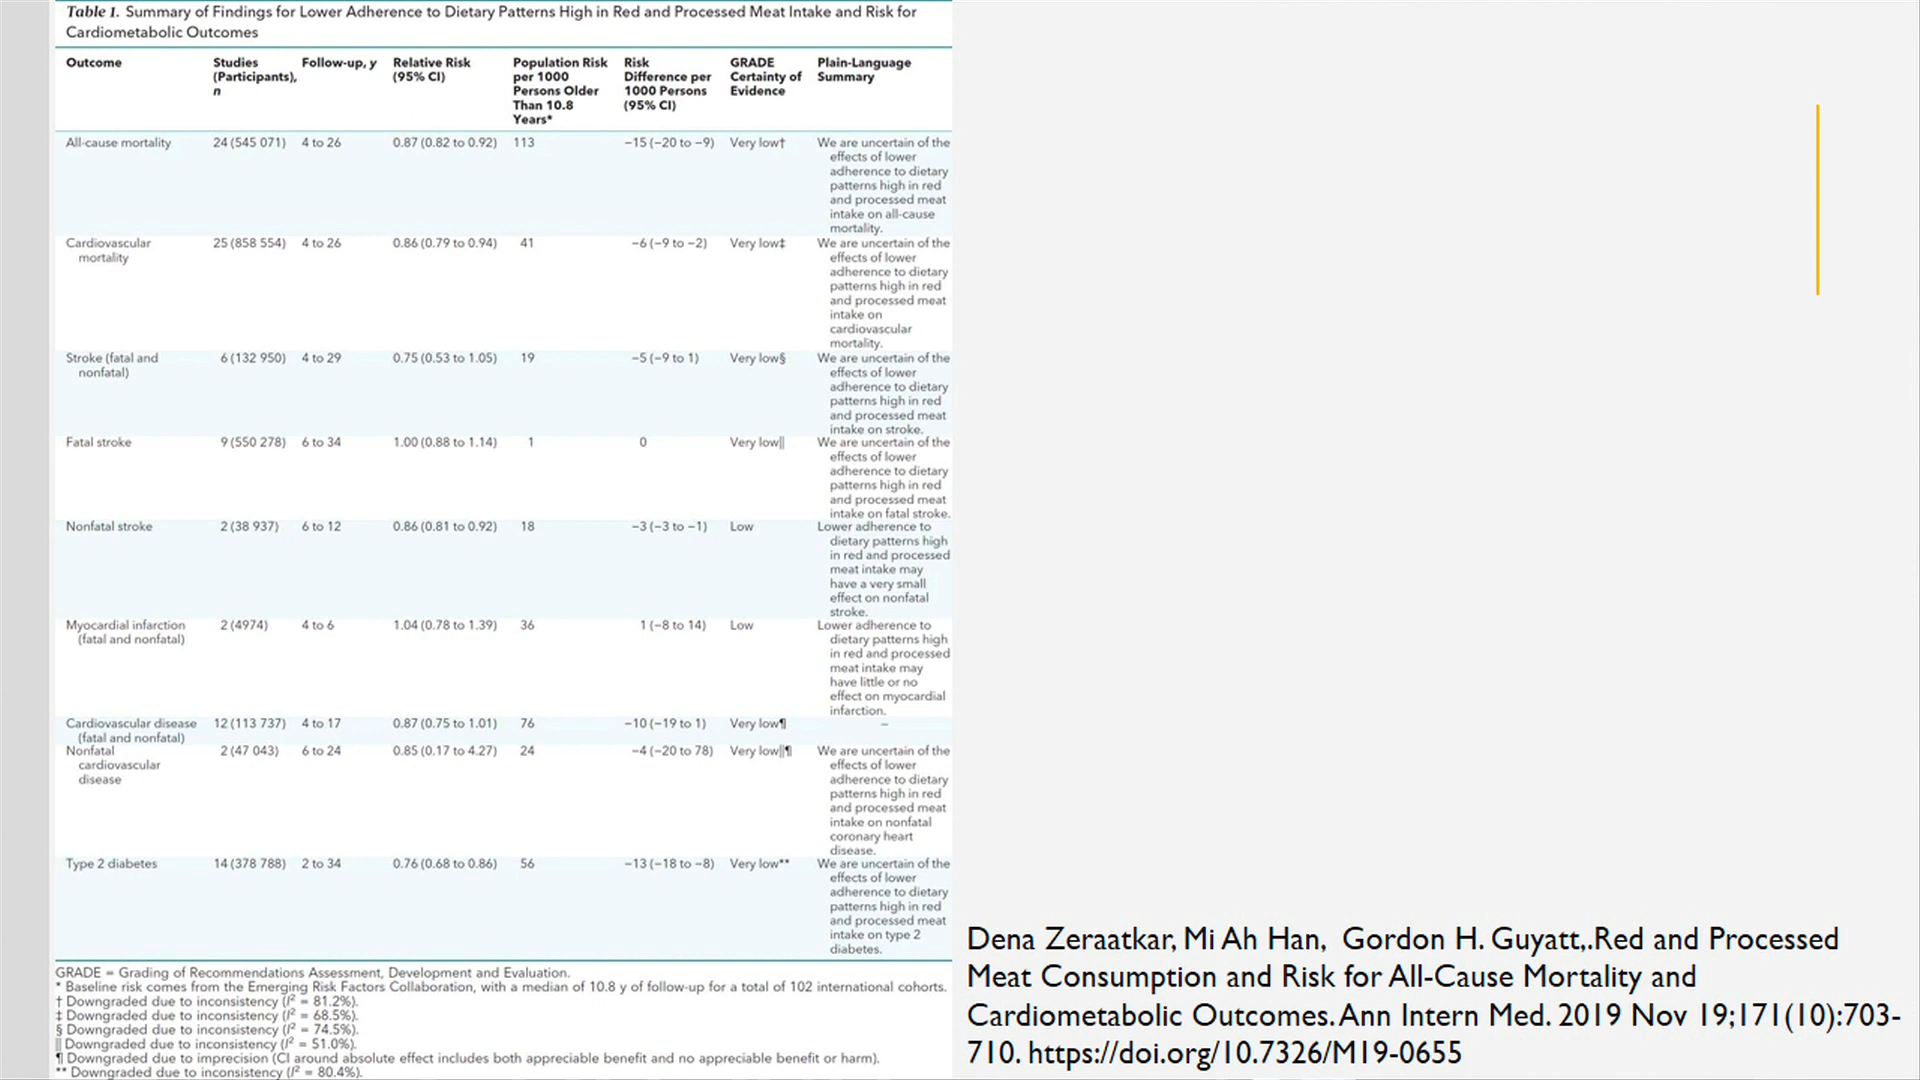 Table 1. Summary of Findings for Lower Adherence to Dietary Patterns High in Red and Processed Meat Intake and Risk for
Cardiometabolic Outcomes
Outcome Studies (Participants), n Follow-up, y Relative Risk (95% CI) Population Risk per 1000 Persons Older Than 10.8 Years* Risk Difference per 1000 Persons (95% CI) GRADE Certainty of Evidence Plain-Language Summary
All-cause mortality 24 (545 071) 4 to 26 0.87 (0.82 to 0.92) 113 −15 (−20 to −9) Very low† We are uncertain of the
effects of lower
adherence to dietary
patterns high in red
and processed meat
intake on all-cause
mortality.
Cardiovascular mortality 25 (858 554) 4 to 26 0.86 (0.79 to 0.94) 41 −6 (−9 to −2) Very low‡ We are uncertain of the
effects of lower
adherence to dietary
patterns high in red
and processed meat
intake on
cardiovascular
mortality.
Stroke (fatal and nonfatal) 6 (132 950) 4 to 29 0.75 (0.53 to 1.05) 19 −5 (−9 to 1) Very low§ We are uncertain of the
effects of lower
adherence to dietary
patterns high in red
and processed meat
intake on stroke.
Fatal stroke 9 (550 278) 6 to 34 1.00 (0.88 to 1.14) 1 0 Very low|| We are uncertain of the
effects of lower
adherence to dietary
patterns high in red
and processed meat
intake on fatal stroke.
Nonfatal stroke 2 (38 937) 6 to 12 0.86 (0.81 to 0.92) 18 −3 (−3 to −1) Low Lower adherence to
dietary patterns high
in red and processed
meat intake may
have a very small
effect on nonfatal
stroke.
Myocardial infarction (fatal and nonfatal) 2 (4974) 4 to 6 1.04 (0.78 to 1.39) 36 1 (−8 to 14) Low Lower adherence to
dietary patterns high
in red and processed
meat intake may
have little or no
effect on myocardial
infarction.
Cardiovascular disease (fatal and nonfatal) 12 (113 737) 4 to 17 0.87 (0.75 to 1.01) 76 −10 (−19 to 1) Very low¶ –
Nonfatal cardiovascular disease 2 (47 043) 6 to 24 0.85 (0.17 to 4.27) 24 −4 (−20 to 78) Very low||¶ We are uncertain of the
effects of lower
adherence to dietary
patterns high in red
and processed meat
intake on nonfatal
coronary heart
disease.
Type 2 diabetes 14 (378 788) 2 to 34 0.76 (0.68 to 0.86) 56 −13 (−18 to −8) Very low** We are uncertain of the
effects of lower
adherence to dietary
patterns high in red
and processed meat
intake on type 2
diabetes.
GRADE = Grading of Recommendations Assessment, Development and Evaluation.
* Baseline risk comes from the Emerging Risk Factors Collaboration, with a median of 10.8 y of follow-up for a total of 102 international cohorts.
† Downgraded due to inconsistency (I² = 81.2%).
‡ Downgraded due to inconsistency (I² = 68.5%).
§ Downgraded due to inconsistency (I² = 74.5%).
|| Downgraded due to inconsistency (I² = 51.0%).
¶ Downgraded due to imprecision (CI around absolute effect includes both appreciable benefit and no appreciable benefit or harm).
** Downgraded due to inconsistency (I² = 80.4%).
Dena Zeraatkar, Mi Ah Han, Gordon H. Guyatt,.Red and Processed
Meat Consumption and Risk for All-Cause Mortality and
Cardiometabolic Outcomes. Ann Intern Med. 2019 Nov 19;171(10):703-
710. https://doi.org/10.7326/M19-0655